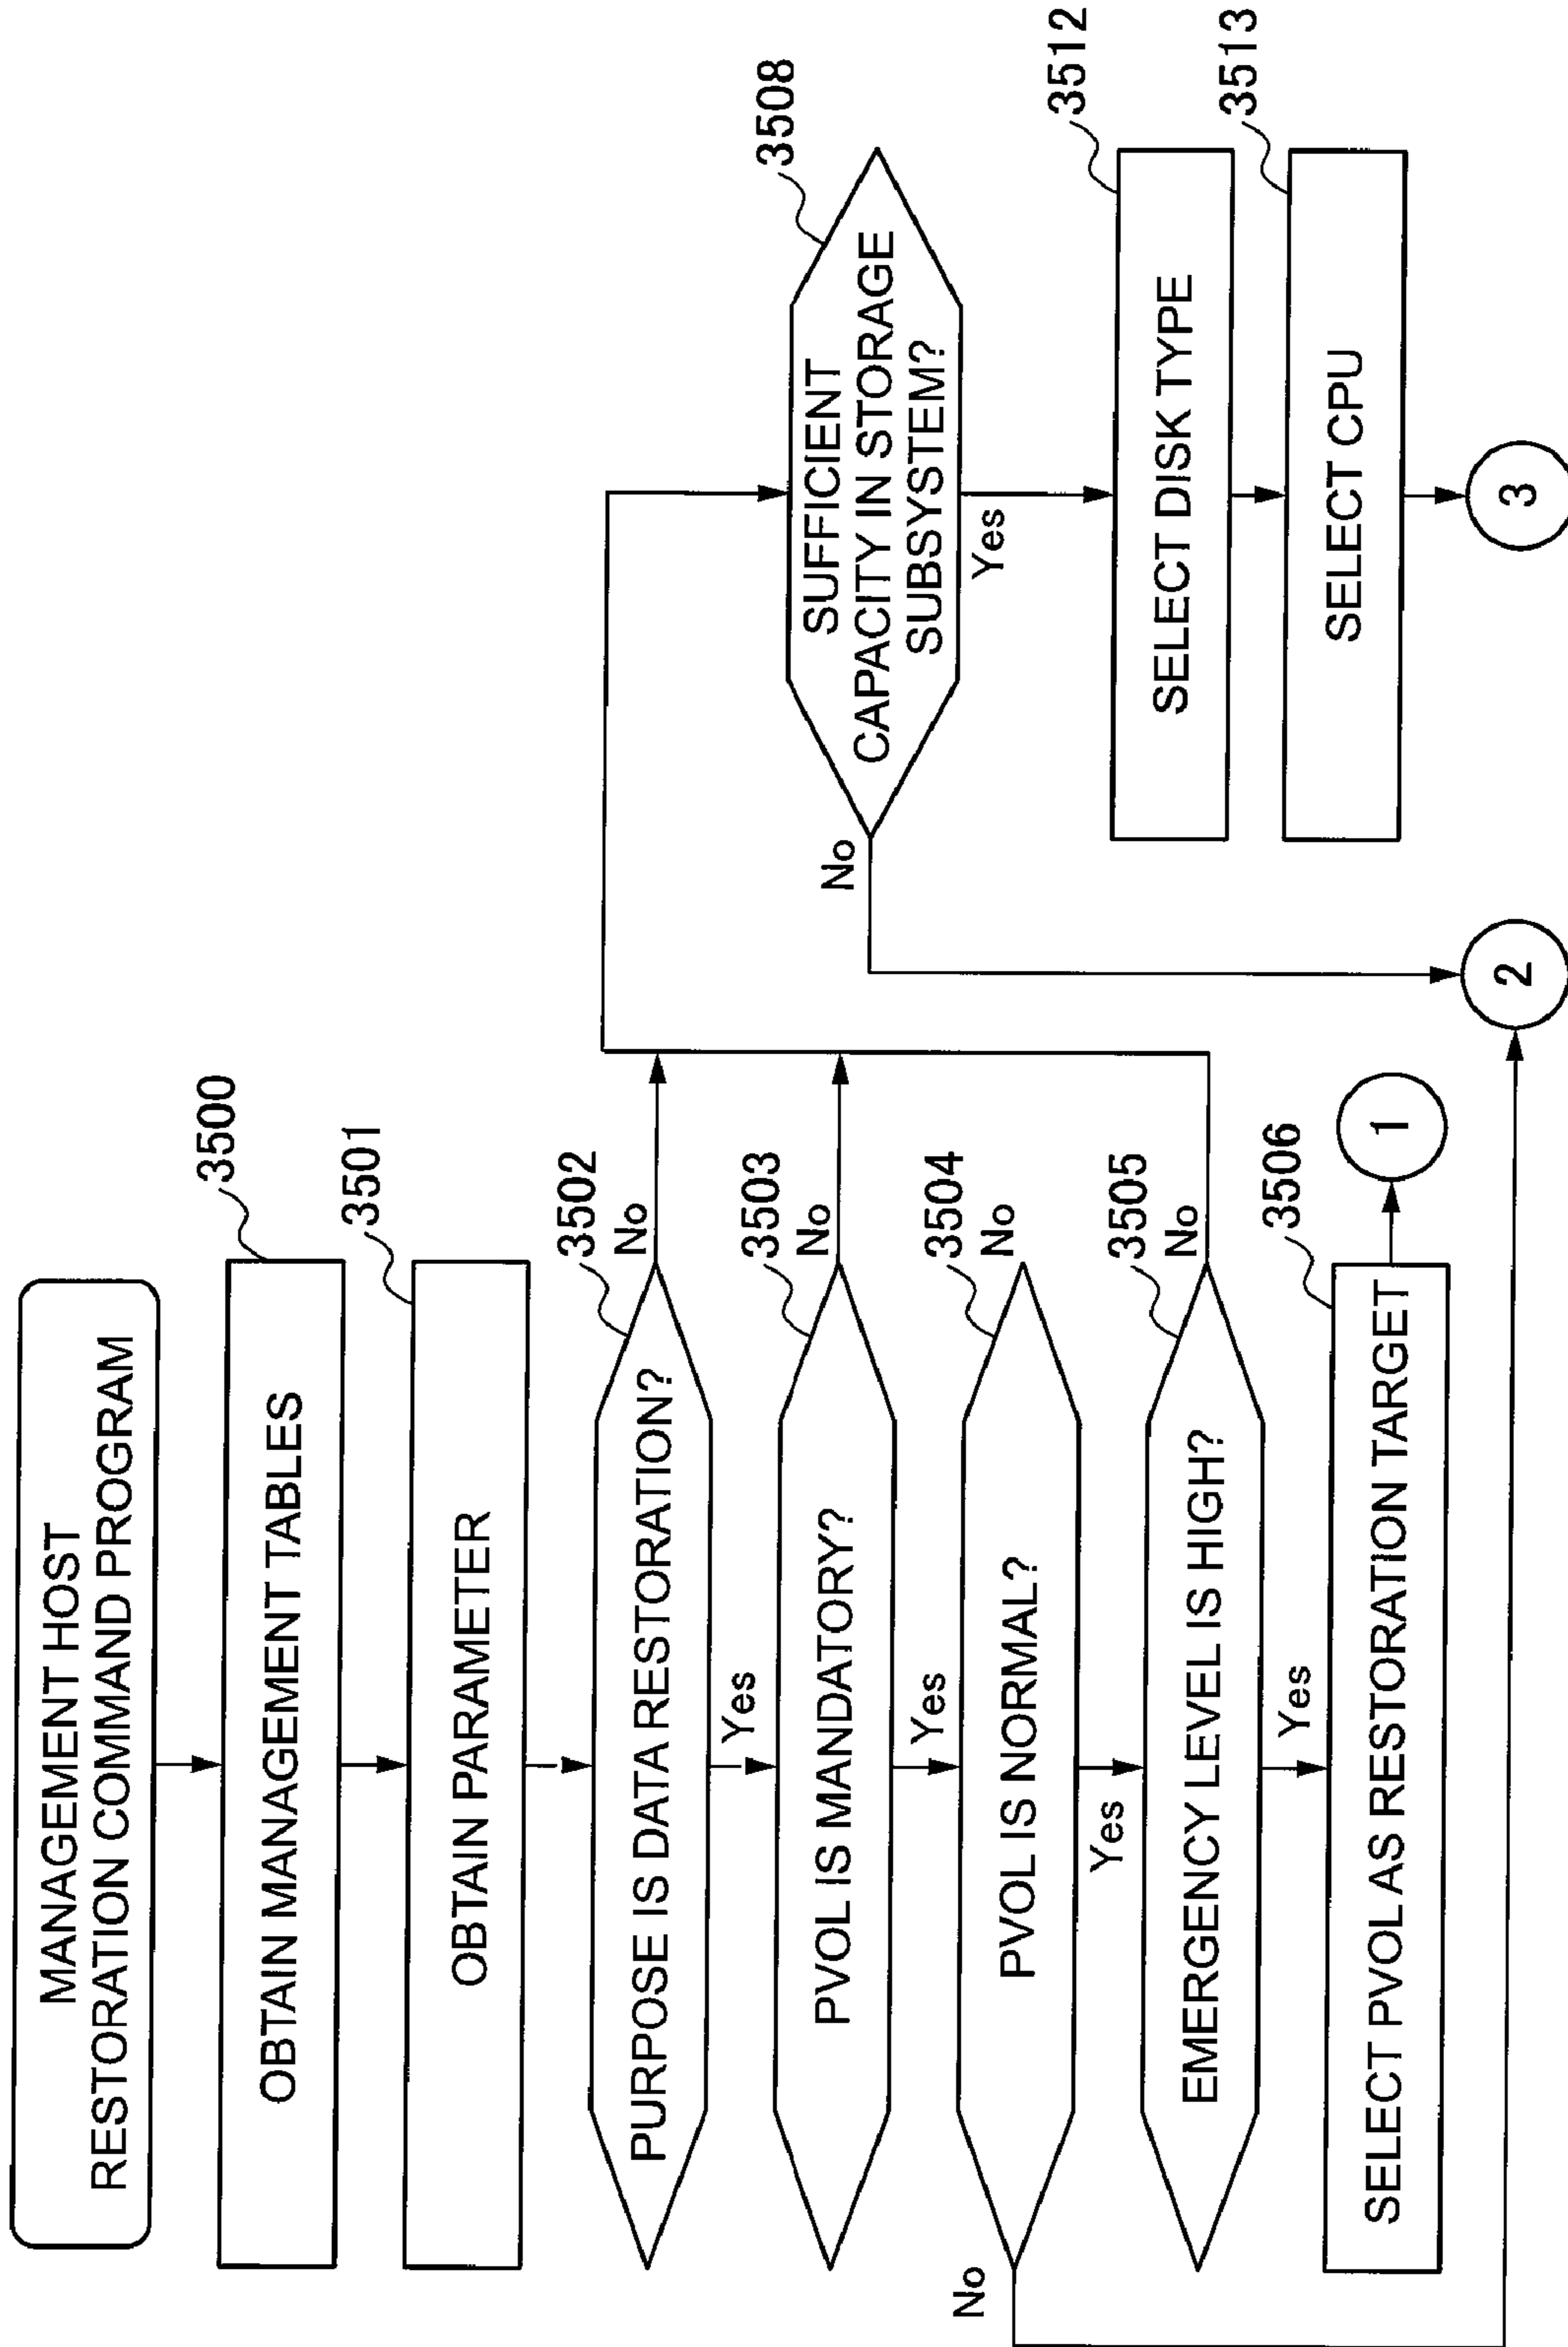 MANAGEMENT HOST
RESTORATION COMMAND PROGRAM
3500
OBTAIN MANAGEMENT TABLES
3501
OBTAIN PARAMETER
3502
PURPOSE IS DATA RESTORATION?
No
Yes
3503
PVOL IS MANDATORY?
No
Yes
3504
No
PVOL IS NORMAL?
No
Yes
3505
EMERGENCY LEVEL IS HIGH?
No
Yes
3506
SELECT PVOL AS RESTORATION TARGET
1
2
3508
SUFFICIENT
CAPACITY IN STORAGE
SUBSYSTEM?
No
Yes
3512
SELECT DISK TYPE
3513
SELECT CPU
3